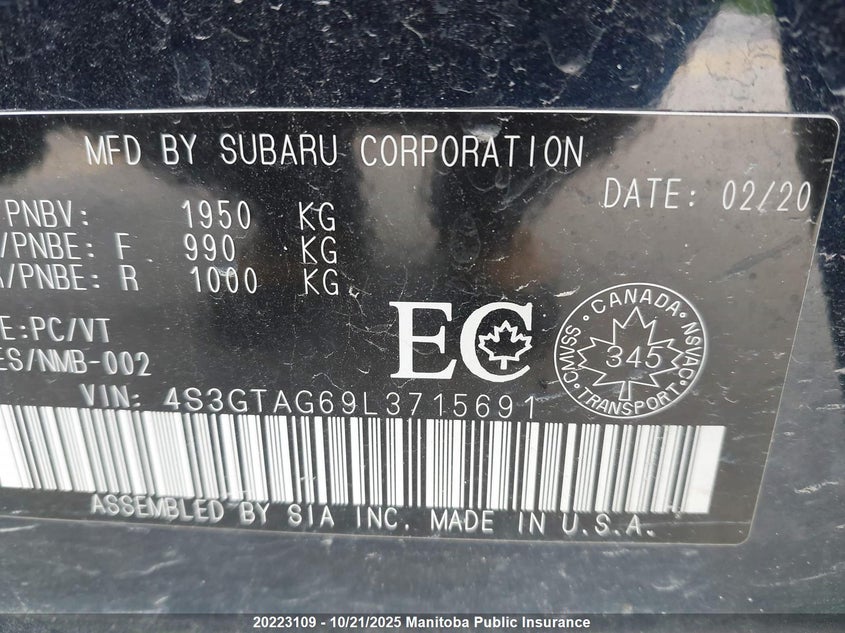 MFD BY SUBARU CORPORATION
DATE: 02/20
PNBV: 1950 KG
/PNBE: F 990 KG
/PNBE: R 1000 KG
E:PC/VT
ES/NMB-002
EC
CANADA
CMVSS NSVAC
345
TRANSPORT
VIN: 4S3GTAG69L3715691
ASSEMBLED BY SIA INC. MADE IN U.S.A.
20223109 - 10/21/2025 Manitoba Public Insurance